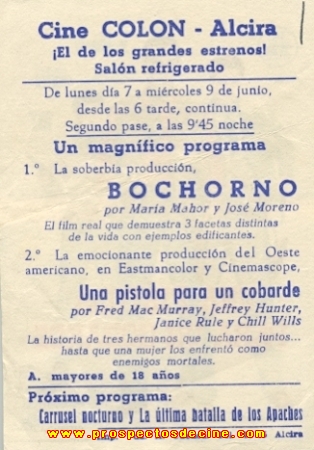 Cine COLON - Alcira
¡El de los grandes estrenos!
Salón refrigerado
De lunes día 7 a miércoles 9 de junio,
desde las 6 tarde, continua.
Segundo pase, a las 9'45 noche
Un magnífico programa
1.º La soberbia producción,
BOCHORNO
por María Mahor y José Moreno
El film real que demuestra 3 facetas distintas
de la vida con ejemplos edificantes.
2.º La emocionante producción del Oeste
americano, en Eastmancolor y Cinemascope,
Una pistola para un cobarde
por Fred Mac Murray, Jeffrey Hunter,
Janice Rule y Chill Wills
La historia de tres hermanos que lucharon juntos...
hasta que una mujer los enfrentó como
enemigos mortales.
A. mayores de 18 años
Próximo programa:
Carrusel nocturno y La última batalla de los Apaches
www.prospectosdecine.com
Alcira